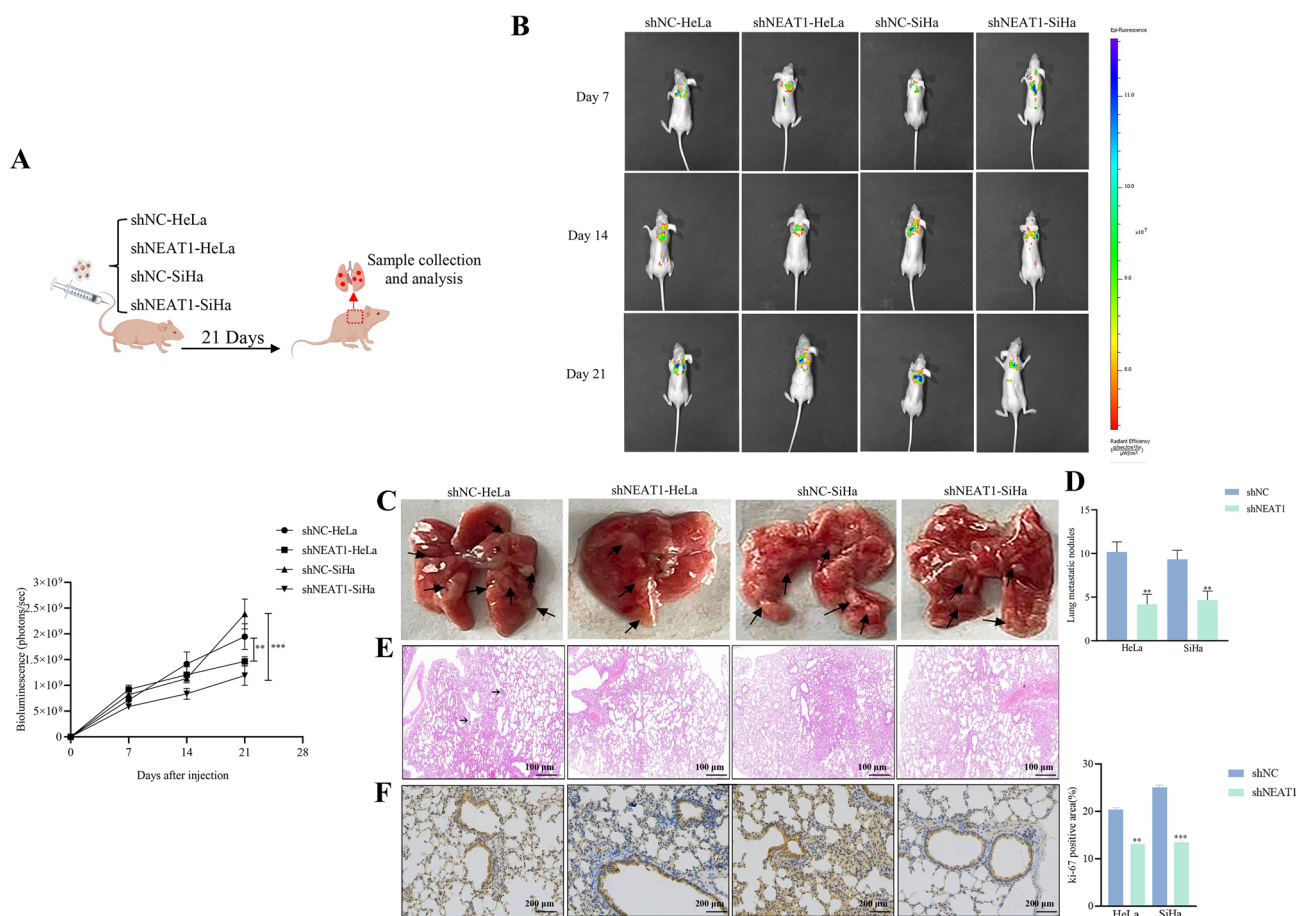 A
shNC-HeLa
shNEAT1-HeLa
shNC-SiHa
shNEAT1-SiHa
21 Days
Sample collection
and analysis
B
shNC-HeLa
shNEAT1-HeLa
shNC-SiHa
shNEAT1-SiHa
Day 7
Day 14
Day 21
Epi-fluorescence
11.0
10.0
x10⁷
9.0
8.0
Radiant Efficiency
shNC-HeLa
shNEAT1-HeLa
shNC-SiHa
shNEAT1-SiHa
Bioluminescence (photons/sec)
3×10⁹
2.5×10⁹
2×10⁹
1.5×10⁹
1×10⁹
5×10⁸
0
0
7
14
21
28
**
***
Days after injection
C
shNC-HeLa
shNEAT1-HeLa
shNC-SiHa
shNEAT1-SiHa
D
shNC
shNEAT1
Lung metastatic nodules
15
10
5
0
**
**
HeLa
SiHa
E
100 μm
100 μm
100 μm
100 μm
F
200 μm
200 μm
200 μm
200 μm
shNC
shNEAT1
ki-67 positive area(%)
30
20
10
0
**
***
HeLa
SiHa